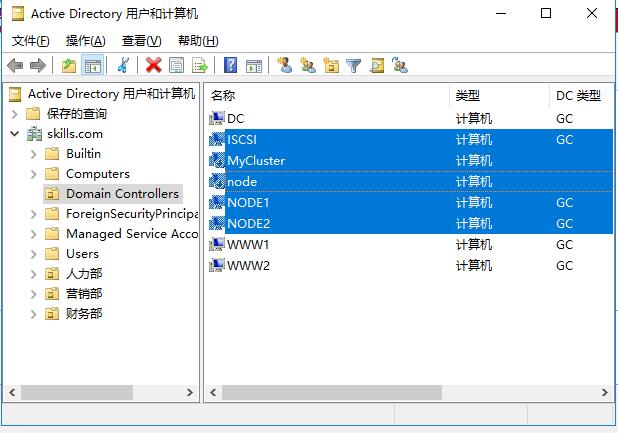 Active Directory 用户和计算机
文件(F) 操作(A) 查看(V) 帮助(H)
Active Directory 用户和计算机
保存的查询
skills.com
Builtin
Computers
Domain Controllers
ForeignSecurityPrincipa
Managed Service Acco
Users
人力部
营销部
财务部
名称 类型 DC 类型
DC 计算机 GC
ISCSI 计算机 GC
MyCluster 计算机
node 计算机
NODE1 计算机 GC
NODE2 计算机 GC
WWW1 计算机 GC
WWW2 计算机 GC